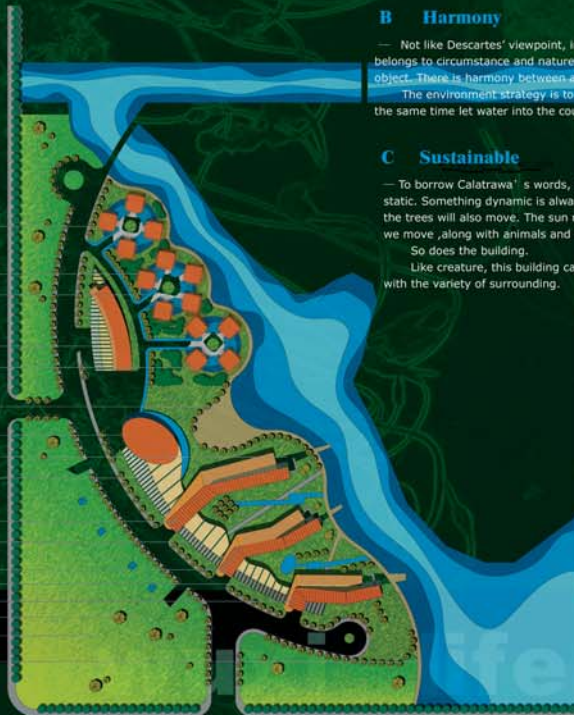 B Harmony
— Not like Descartes' viewpoint,
belongs to circumstance and nature
object. There is harmony between
The environment strategy is to
the same time let water into the
C Sustainable
— To borrow Calatrawa' s words,
static. Something dynamic is
the trees will also move. The sun
we move ,along with animals and
So does the building.
Like creature, this building
with the variety of surrounding.
life